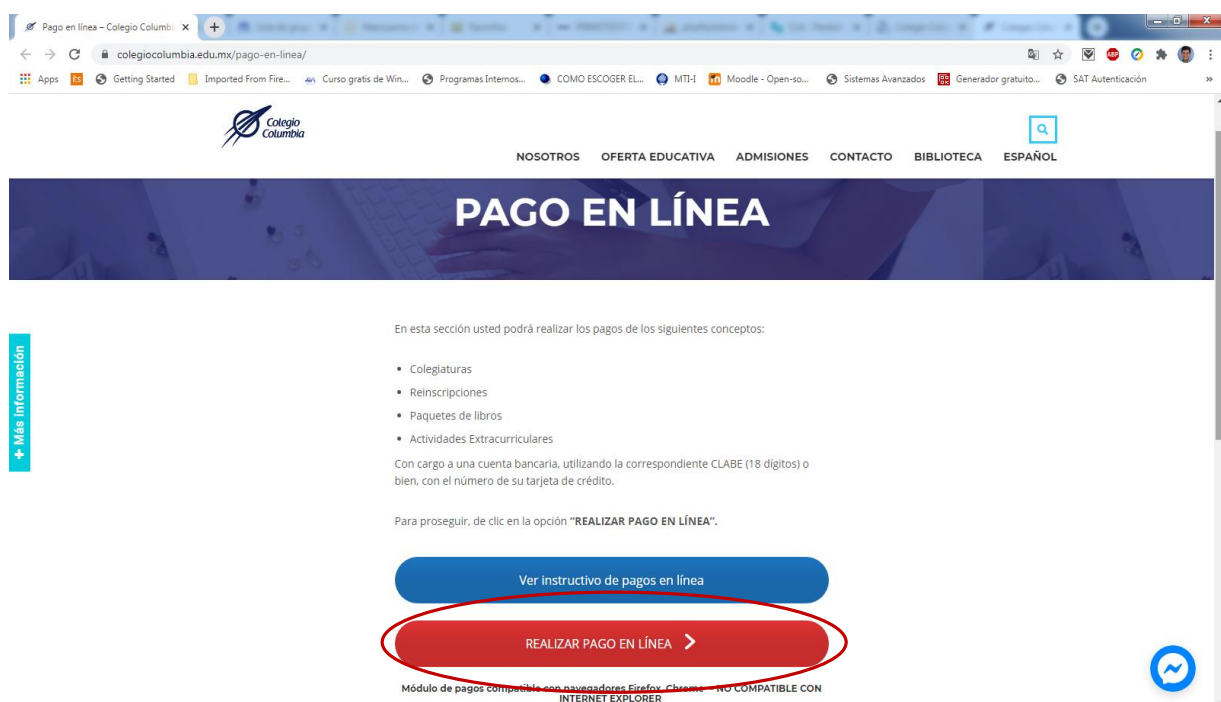 Pago en línea – Colegio Columbi
colegiocolumbia.edu.mx/pago-en-linea/
Apps Getting Started Imported From Fire... Curso gratis de Win... Programas Internos... COMO ESCOGER EL... MTI-I Moodle - Open-so... Sistemas Avanzados Generador gratuito... SAT Autenticación »
Colegio
Columbia
NOSOTROS OFERTA EDUCATIVA ADMISIONES CONTACTO BIBLIOTECA ESPAÑOL
PAGO EN LÍNEA
+ Más información
En esta sección usted podrá realizar los pagos de los siguientes conceptos:
• Colegiaturas
• Reinscripciones
• Paquetes de libros
• Actividades Extracurriculares
Con cargo a una cuenta bancaria, utilizando la correspondiente CLABE (18 dígitos) o
bien, con el número de su tarjeta de crédito.
Para proseguir, de clic en la opción “REALIZAR PAGO EN LÍNEA”.
Ver instructivo de pagos en línea
REALIZAR PAGO EN LÍNEA
Módulo de pagos compatible con navegadores Firefox, Chrome – NO COMPATIBLE CON
INTERNET EXPLORER